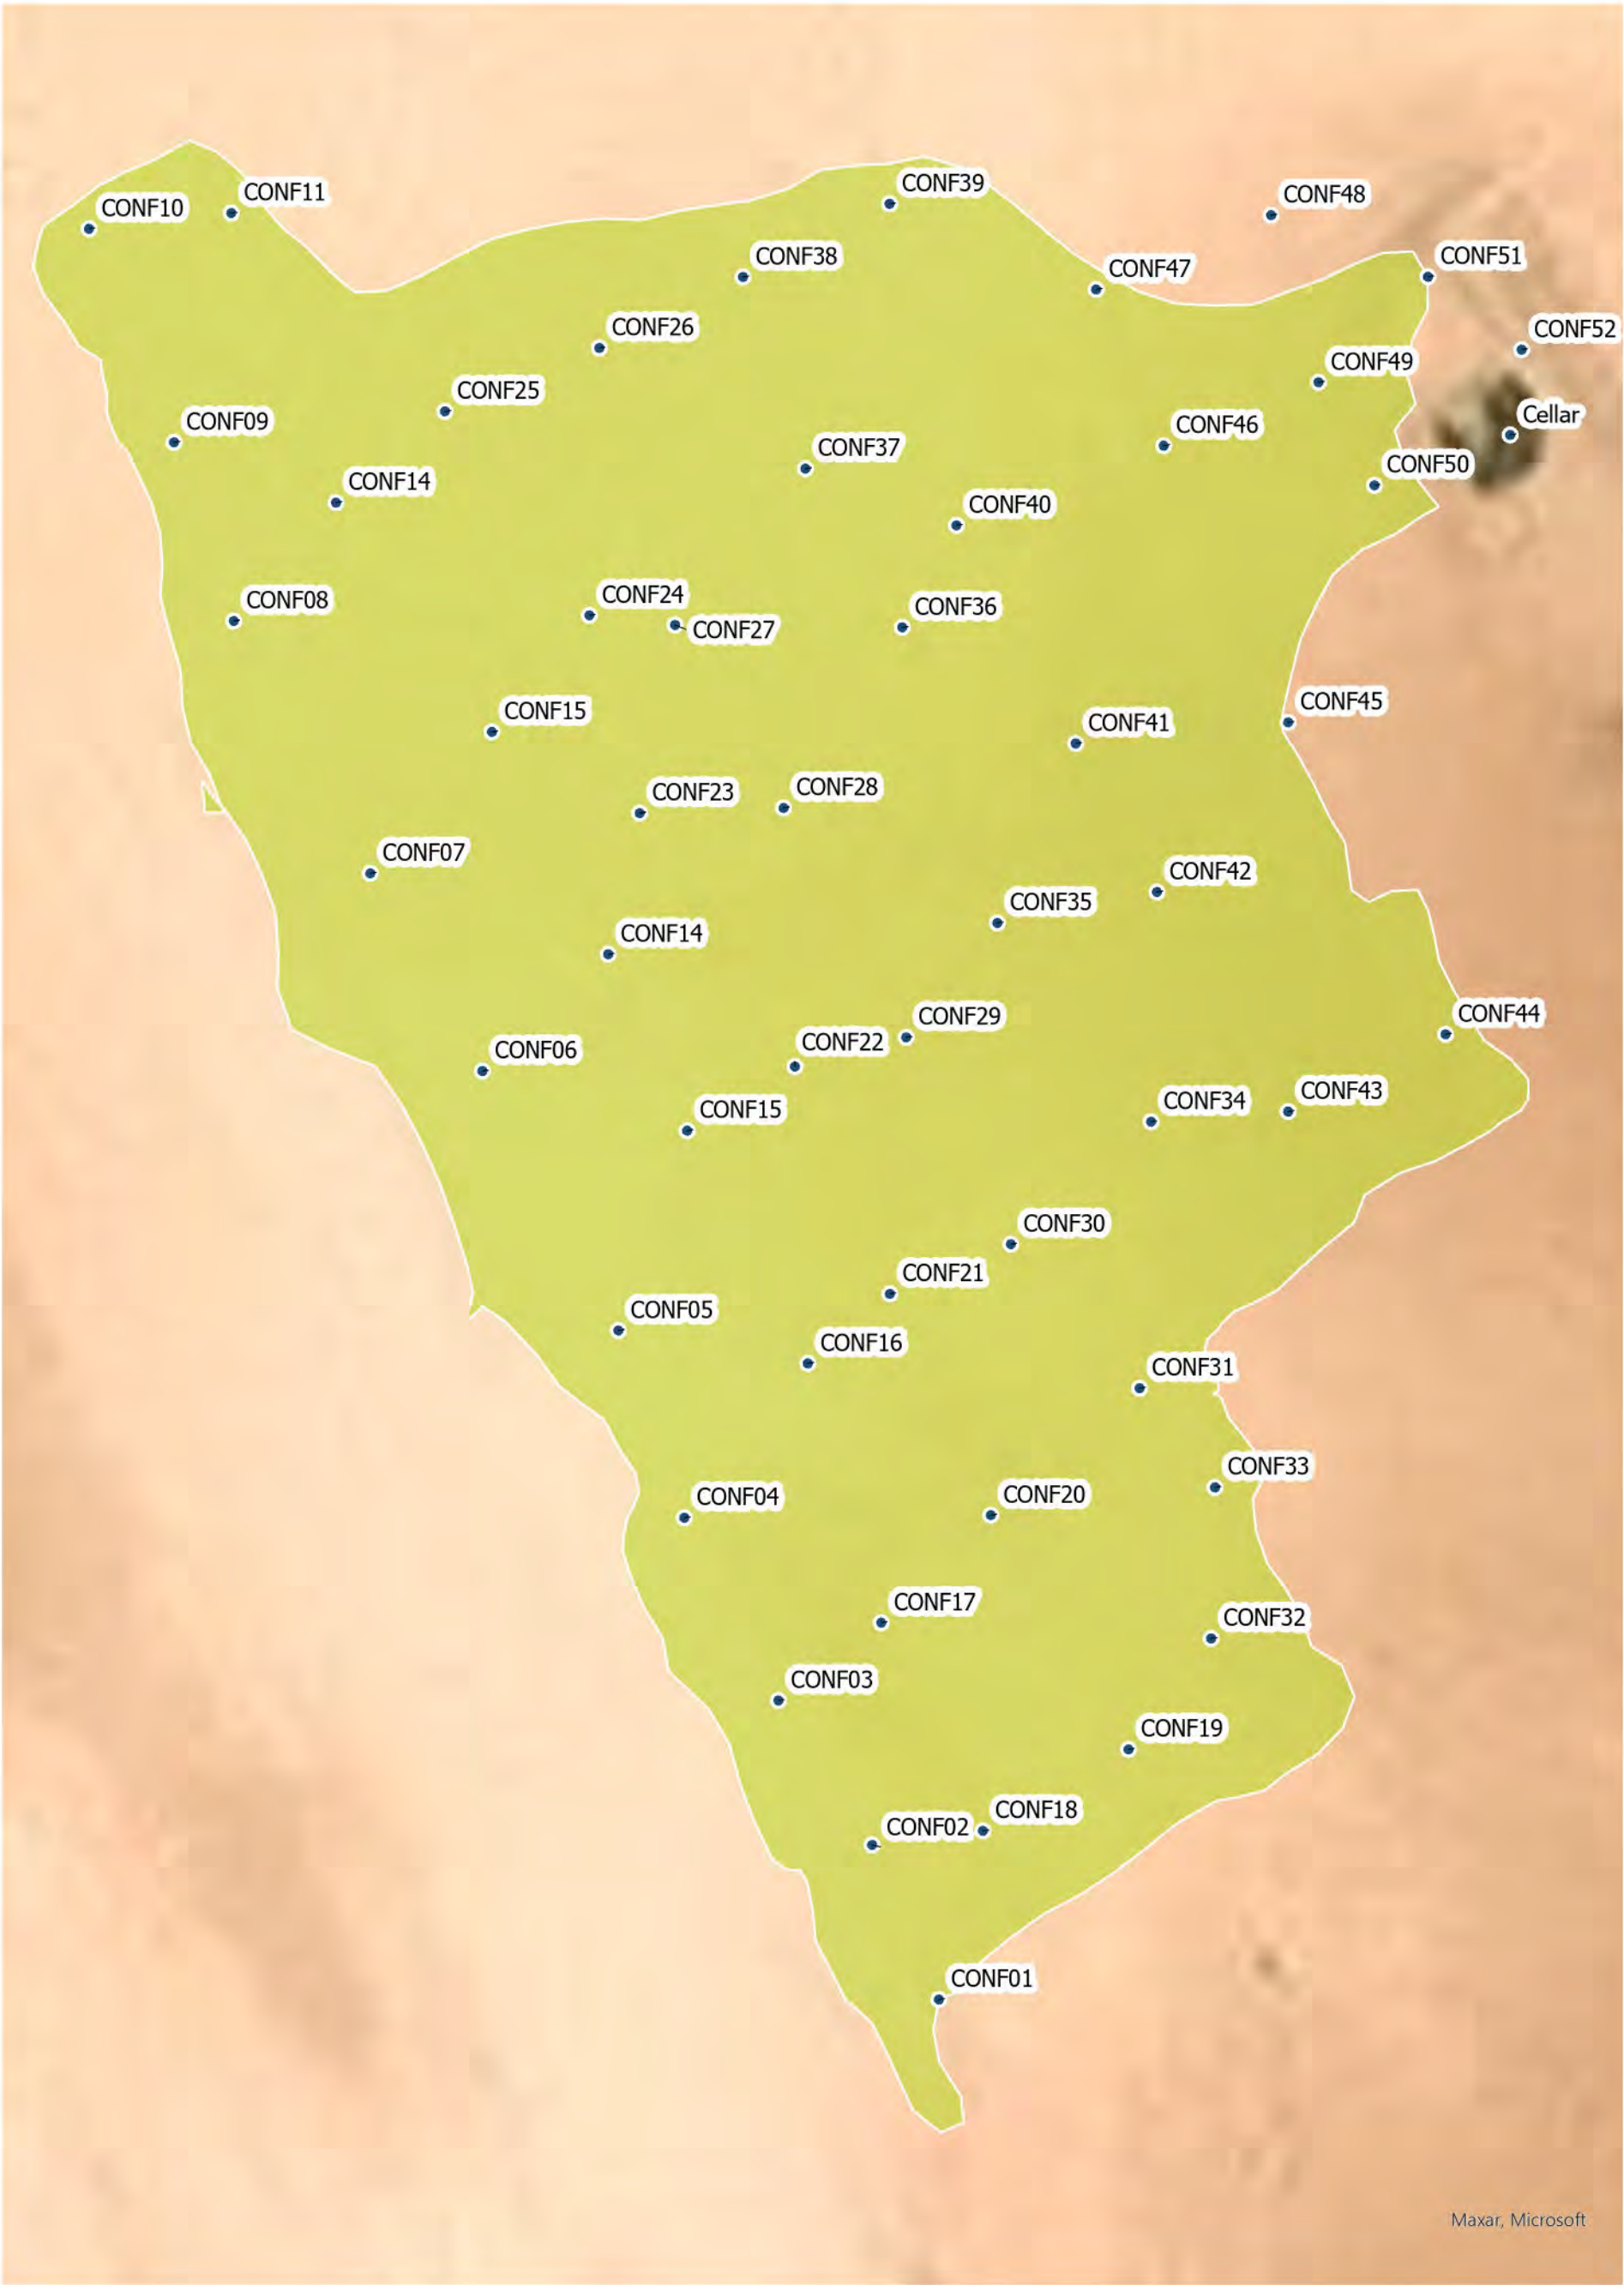 CONF39
CONF11
CONF48
CONF10
CONF51
CONF38
CONF47
CONF26
CONF52
CONF49
CONF25
Cellar
CONF09
CONF46
CONF37
CONF50
CONF14
CONF40
CONF24
CONF08
CONF36
CONF27
CONF45
CONF15
CONF41
CONF28
CONF23
CONF07
CONF42
CONF35
CONF14
CONF44
CONF29
CONF22
CONF06
CONF43
CONF34
CONF15
CONF30
CONF21
CONF05
CONF16
CONF31
CONF33
CONF20
CONF04
CONF17
CONF32
CONF03
CONF19
CONF18
CONF02
CONF01
Maxar, Microsoft